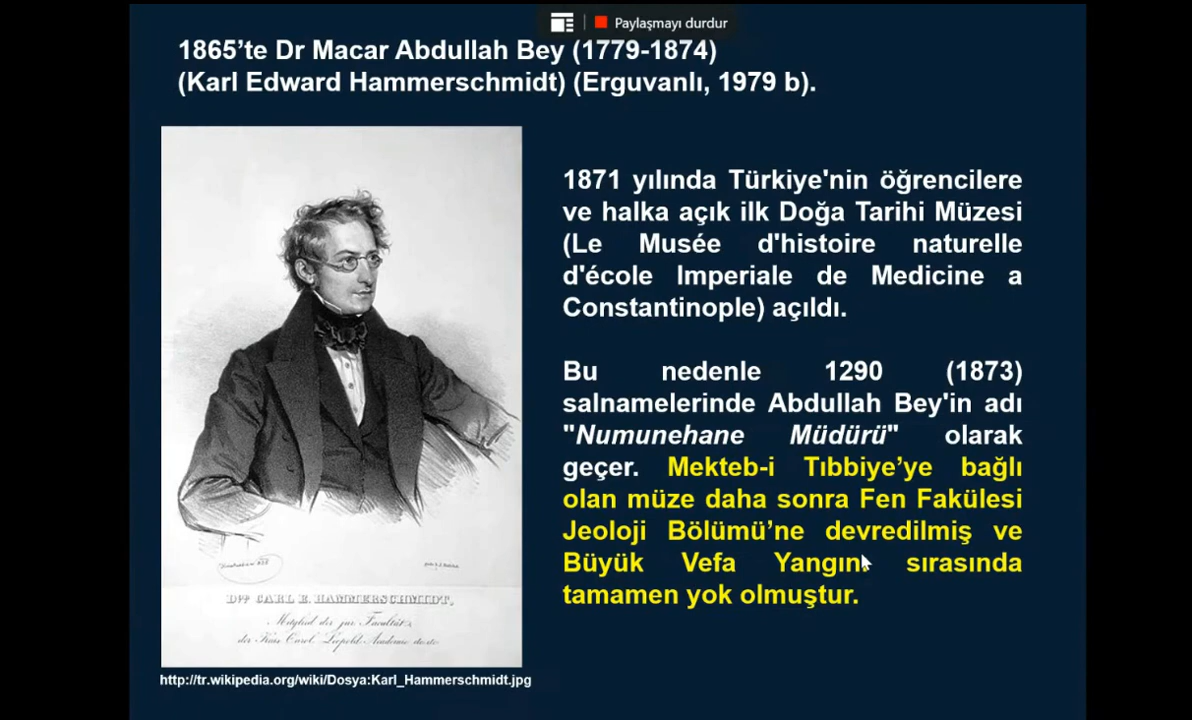 Paylaşmayı durdur
1865’te Dr Macar Abdullah Bey (1779-1874)
(Karl Edward Hammerschmidt) (Erguvanlı, 1979 b).
1871 yılında Türkiye'nin öğrencilere
ve halka açık ilk Doğa Tarihi Müzesi
(Le Musée d'histoire naturelle
d'école Imperiale de Medicine a
Constantinople) açıldı.
Bu nedenle 1290 (1873)
salnamelerinde Abdullah Bey'in adı
"Numunehane Müdürü" olarak
geçer. Mekteb-i Tıbbiye’ye bağlı
olan müze daha sonra Fen Fakülesi
Jeoloji Bölümü’ne devredilmiş ve
Büyük Vefa Yangını sırasında
tamamen yok olmuştur.
CARL E. HAMMERSCHMIDT,
Mitglied der
http://tr.wikipedia.org/wiki/Dosya:Karl_Hammerschmidt.jpg